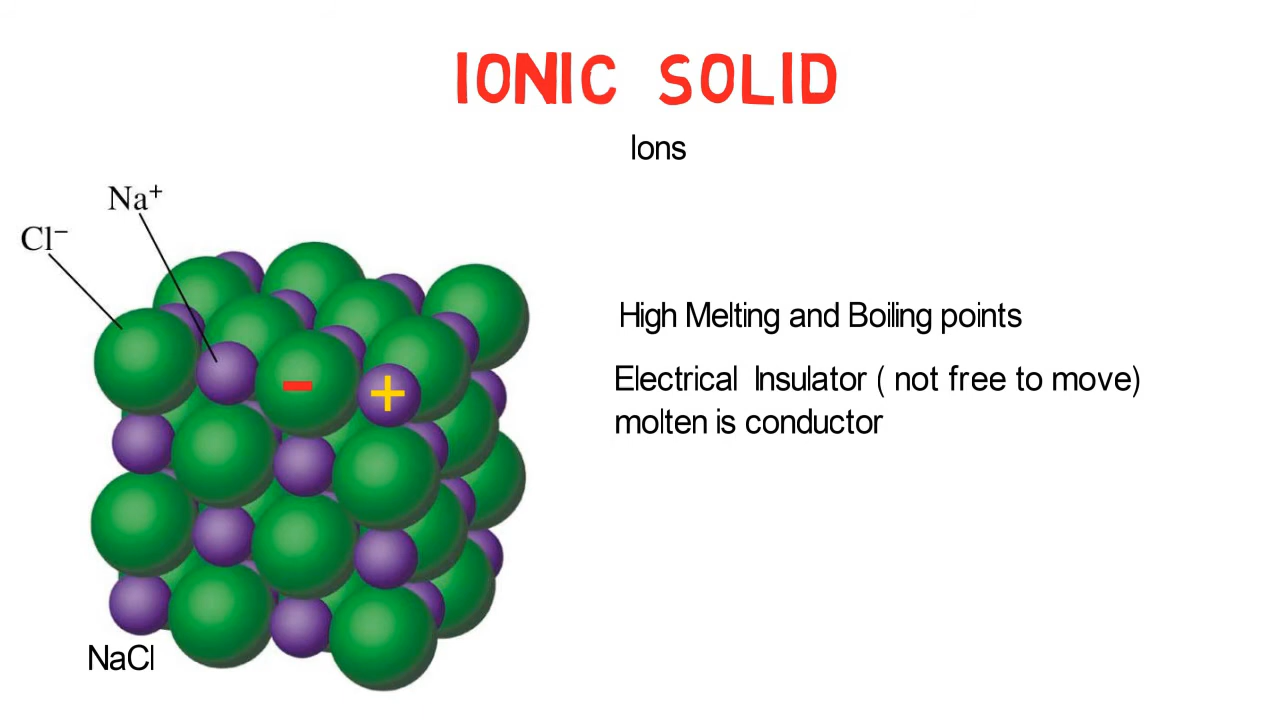 IONIC SOLID
Ions
Na⁺
Cl⁻
High Melting and Boiling points
Electrical Insulator ( not free to move)
molten is conductor
− +
NaCl